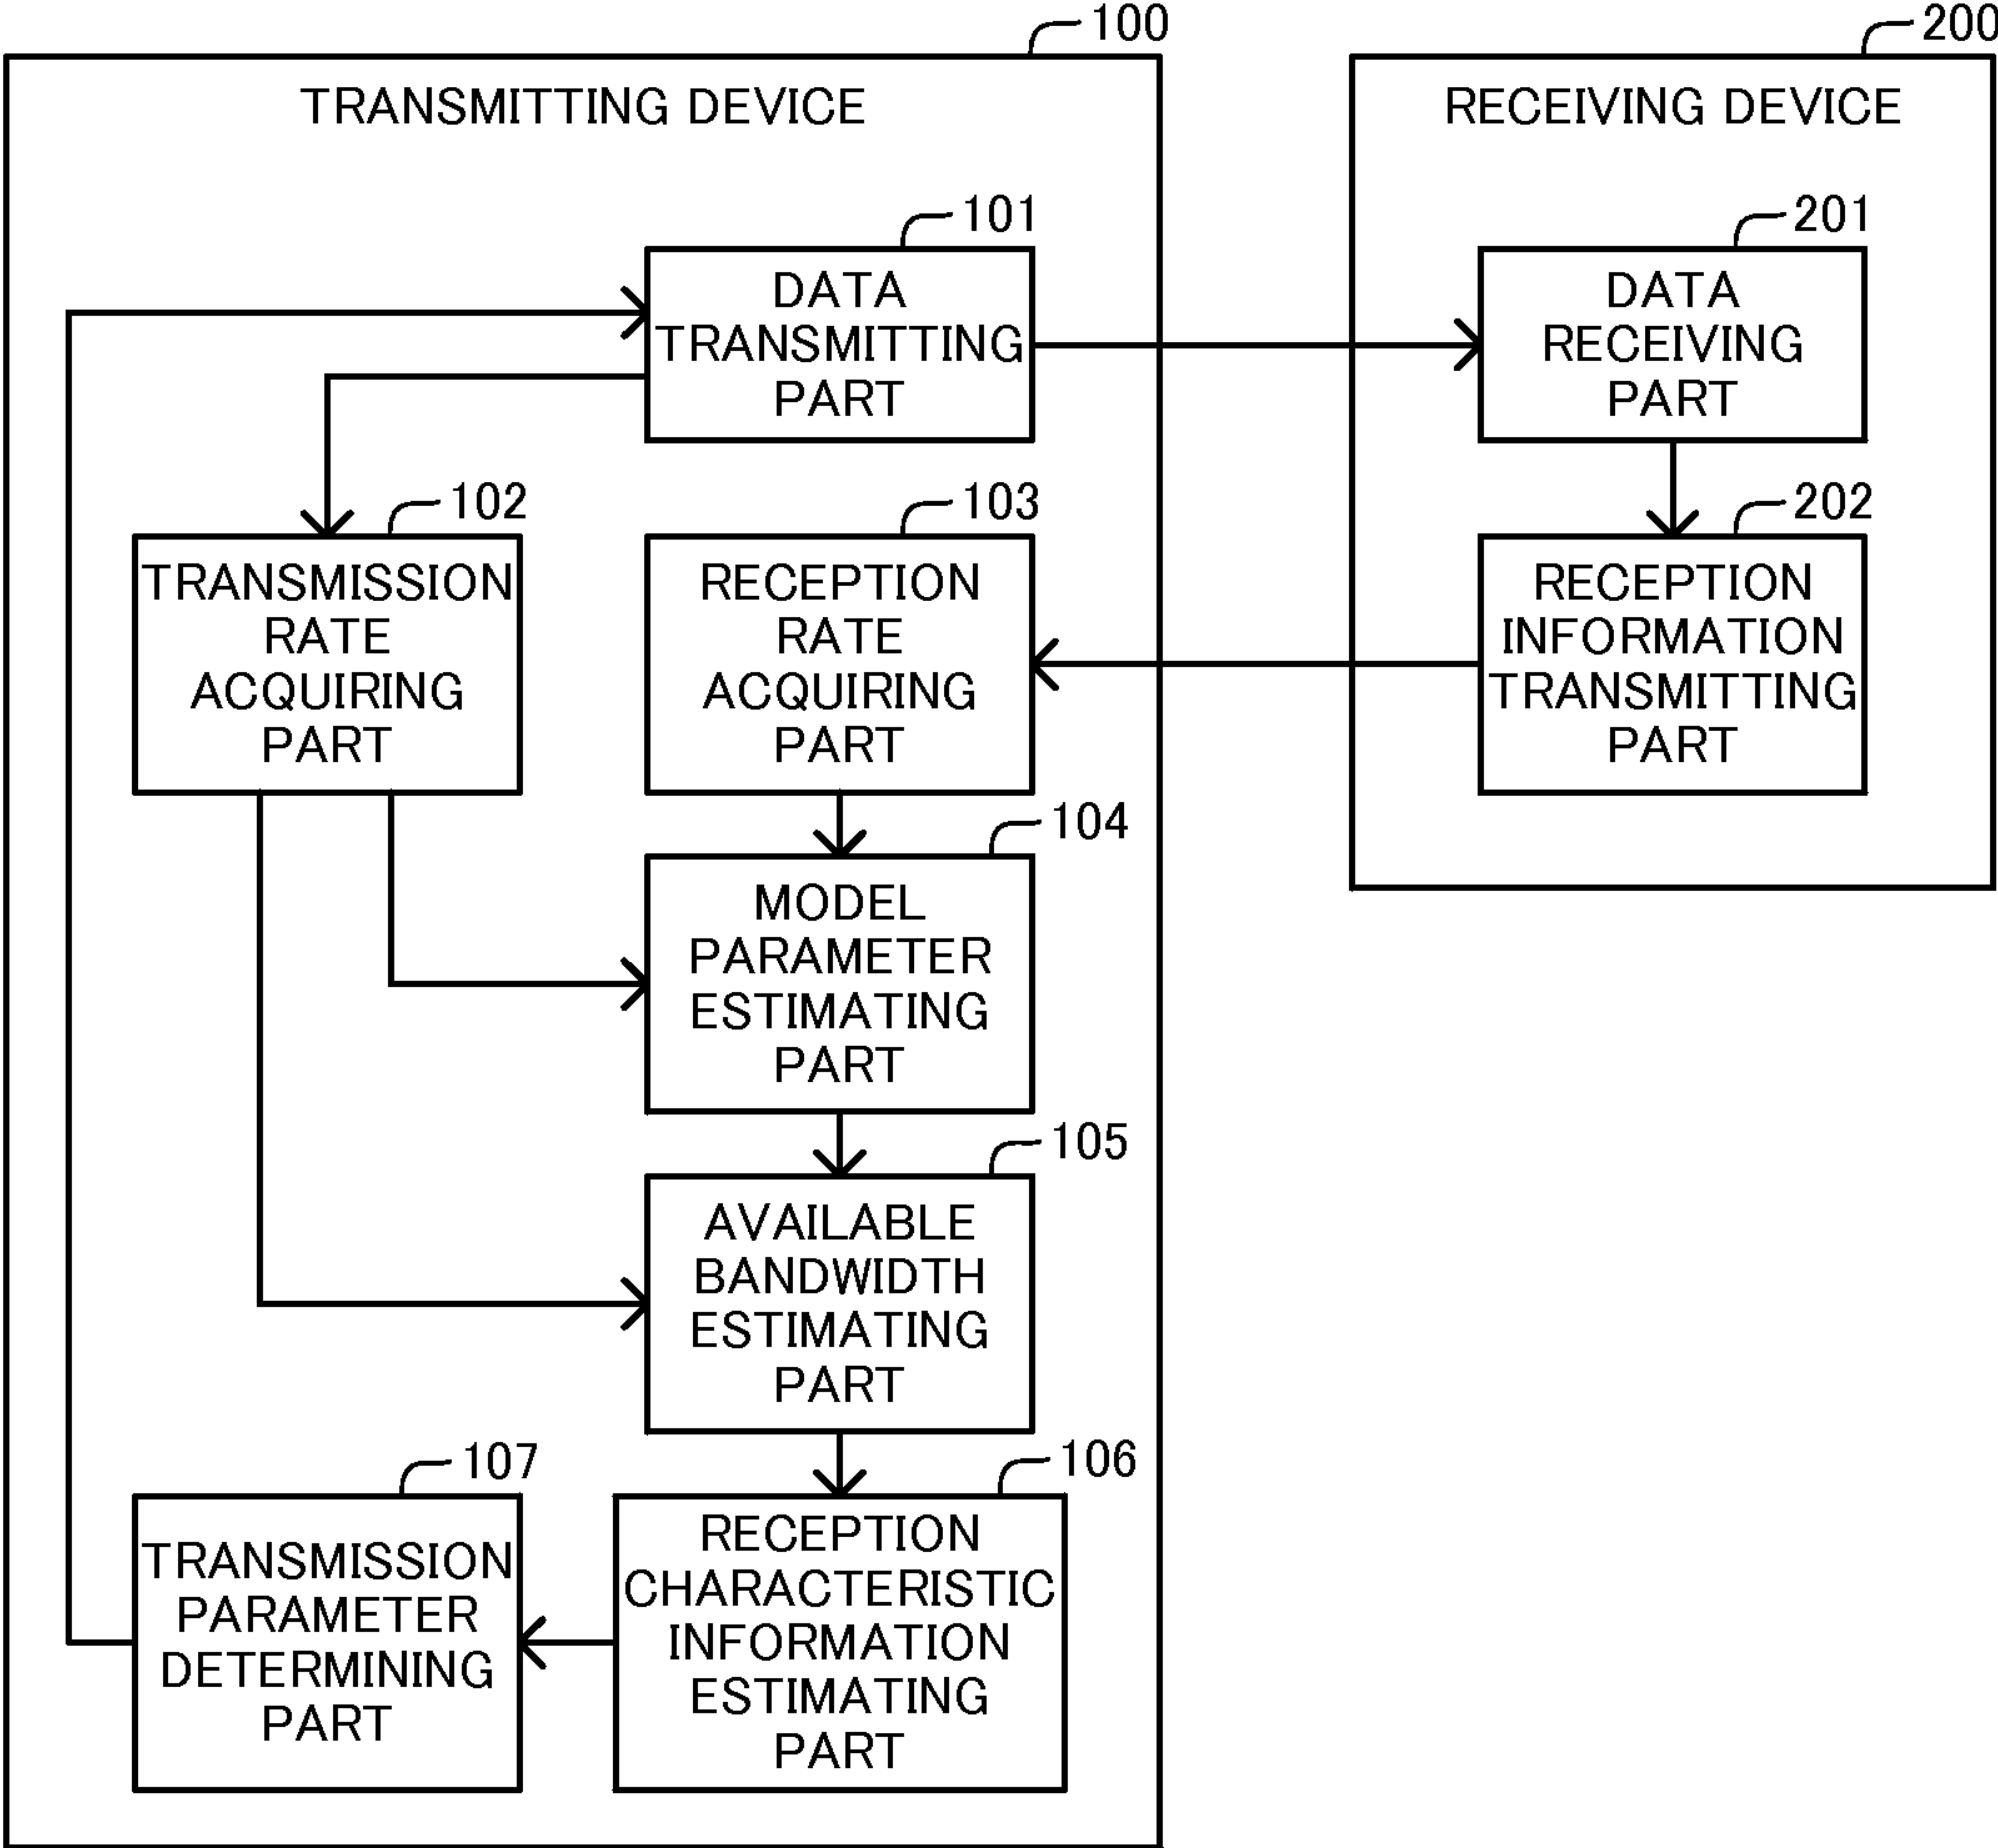 100
TRANSMITTING DEVICE
101
DATA
TRANSMITTING
PART
102
TRANSMISSION
RATE
ACQUIRING
PART
103
RECEPTION
RATE
ACQUIRING
PART
104
MODEL
PARAMETER
ESTIMATING
PART
105
AVAILABLE
BANDWIDTH
ESTIMATING
PART
106
RECEPTION
CHARACTERISTIC
INFORMATION
ESTIMATING
PART
107
TRANSMISSION
PARAMETER
DETERMINING
PART
200
RECEIVING DEVICE
201
DATA
RECEIVING
PART
202
RECEPTION
INFORMATION
TRANSMITTING
PART